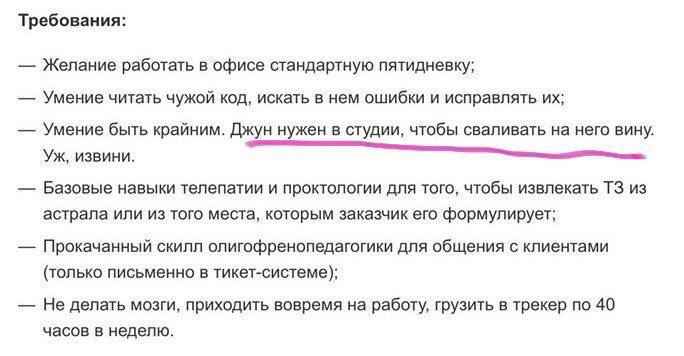 Требования:
— Желание работать в офисе стандартную пятидневку;
— Умение читать чужой код, искать в нем ошибки и исправлять их;
— Умение быть крайним. Джун нужен в студии, чтобы сваливать на него вину.
Уж, извини.
— Базовые навыки телепатии и проктологии для того, чтобы извлекать ТЗ из
астрала или из того места, которым заказчик его формулирует;
— Прокачанный скилл олигофренопедагогики для общения с клиентами
(только письменно в тикет-системе);
— Не делать мозги, приходить вовремя на работу, грузить в трекер по 40
часов в неделю.